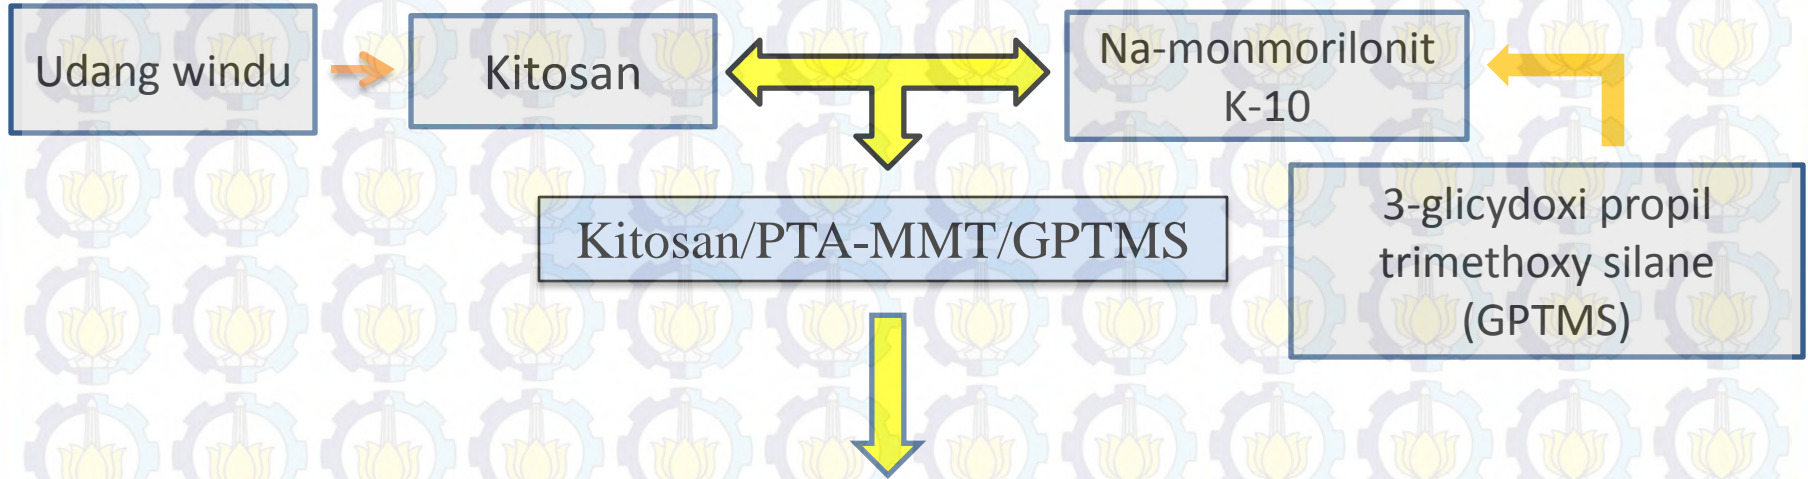 Udang windu
Kitosan
Na-monmorilonit
K-10
Kitosan/PTA-MMT/GPTMS
3-glicydoxi propil
trimethoxy silane
(GPTMS)